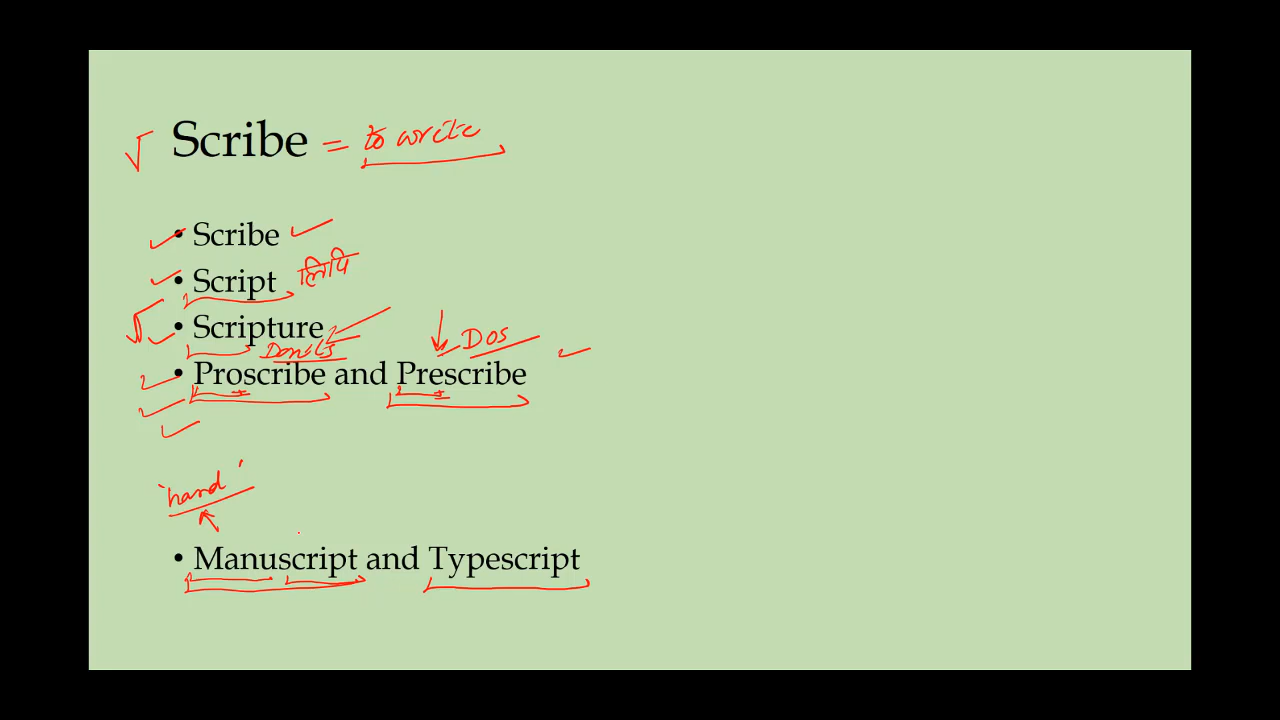 √ Scribe = to write
• Scribe
• Script लिपि
• Scripture
Donts Dos
• Proscribe and Prescribe
'hand'
• Manuscript and Typescript